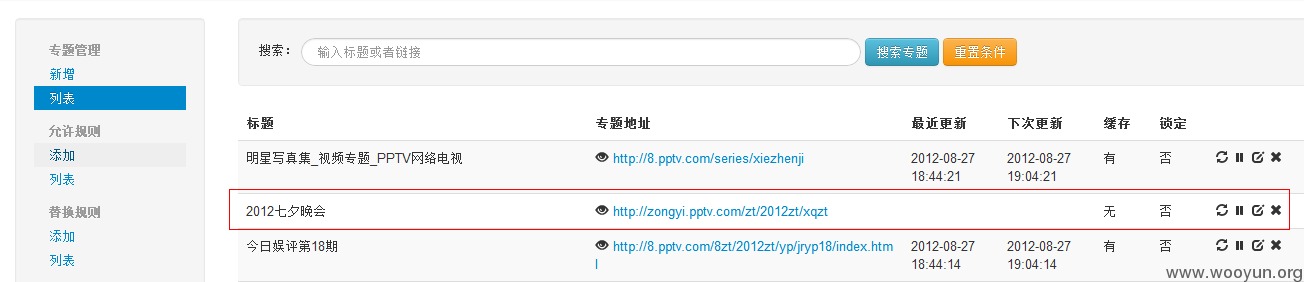 专题管理
新增
列表
允许规则
添加
列表
替换规则
添加
列表
搜索： 输入标题或者链接 搜索专题 重置条件
标题 专题地址 最近更新 下次更新 缓存 锁定
明星写真集_视频专题_PPTV网络电视 http://8.pptv.com/series/xiezhenji 2012-08-27 2012-08-27 有 否
18:44:21 19:04:21
2012七夕晚会 http://zongyi.pptv.com/zt/2012zt/xqzt 无 否
今日娱评第18期 http://8.pptv.com/8zt/2012zt/yp/jryp18/index.htm 2012-08-27 2012-08-27 有 否
l 18:44:14 19:04:14
www.wooyun.org